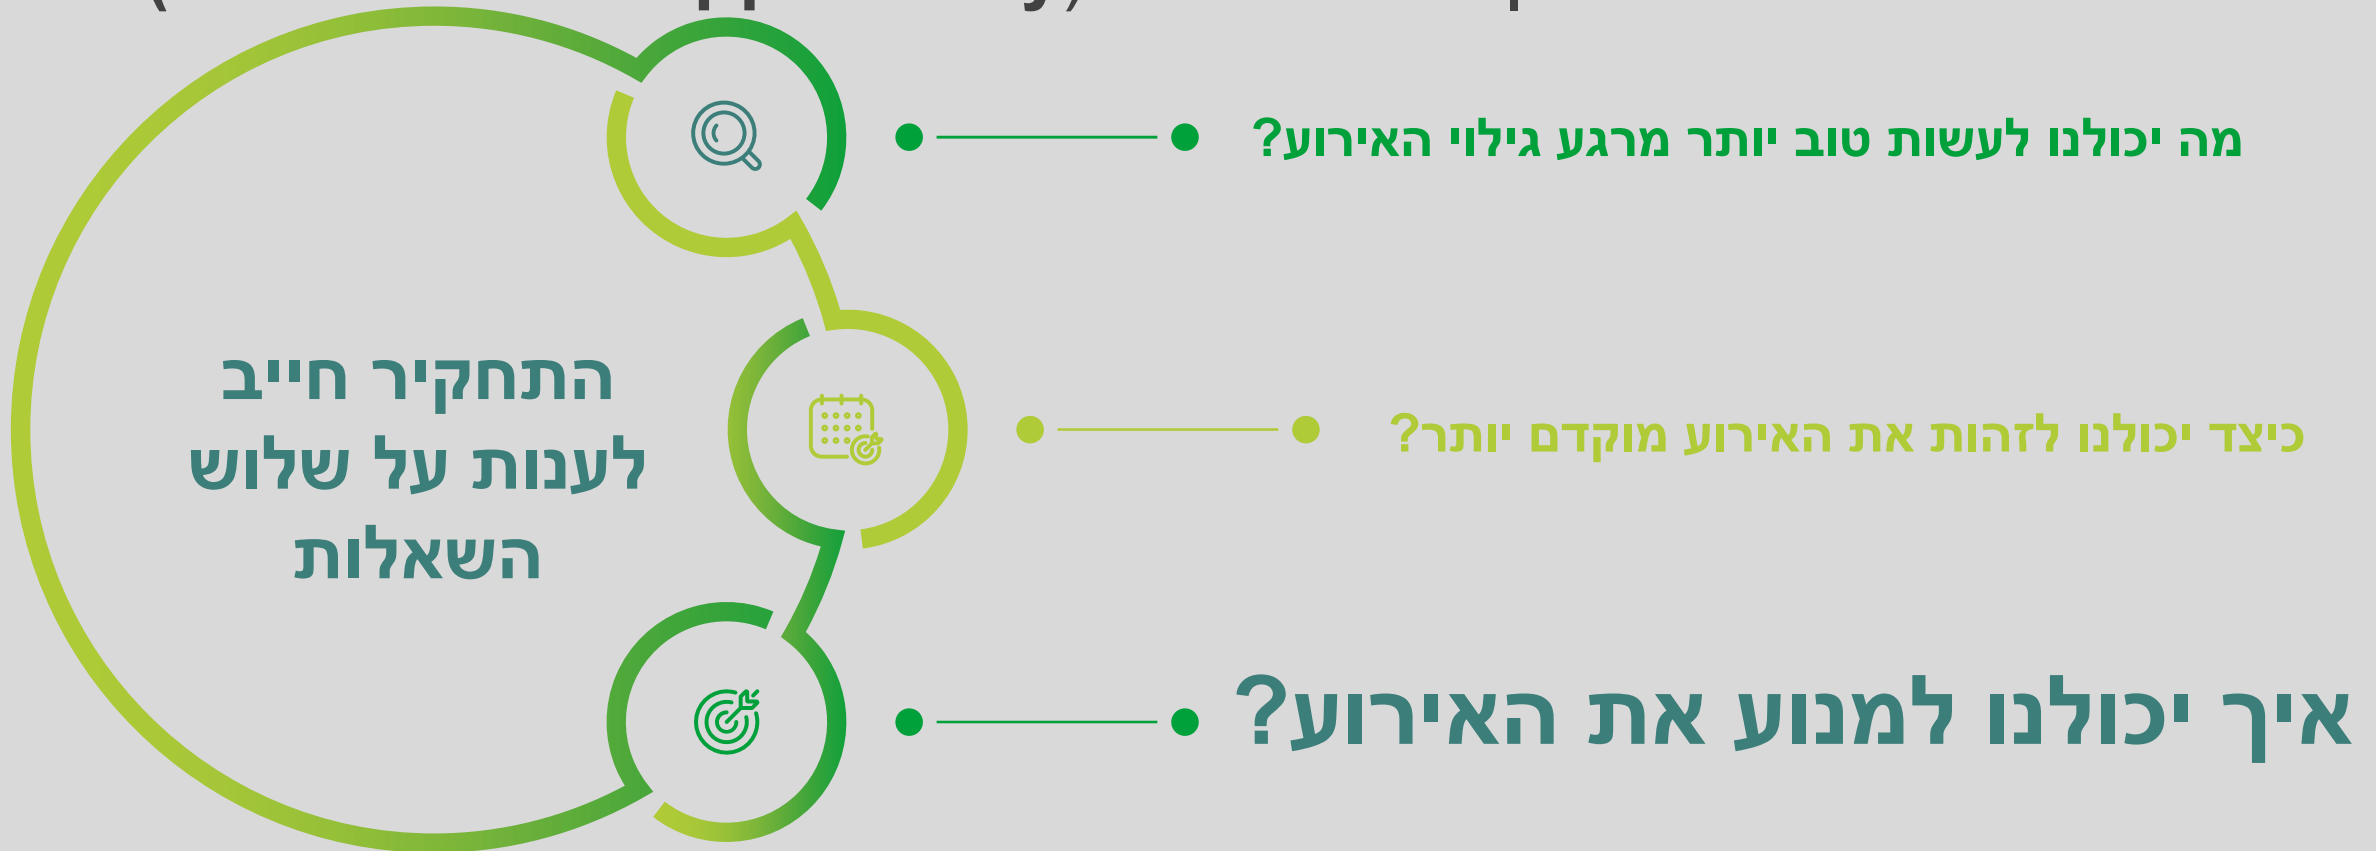 מה יכולנו לעשות טוב יותר מרגע גילוי האירוע?
התחקיר חייב
לענות על שלוש
השאלות
כיצד יכולנו לזהות את האירוע מוקדם יותר?
איך יכולנו למנוע את האירוע?